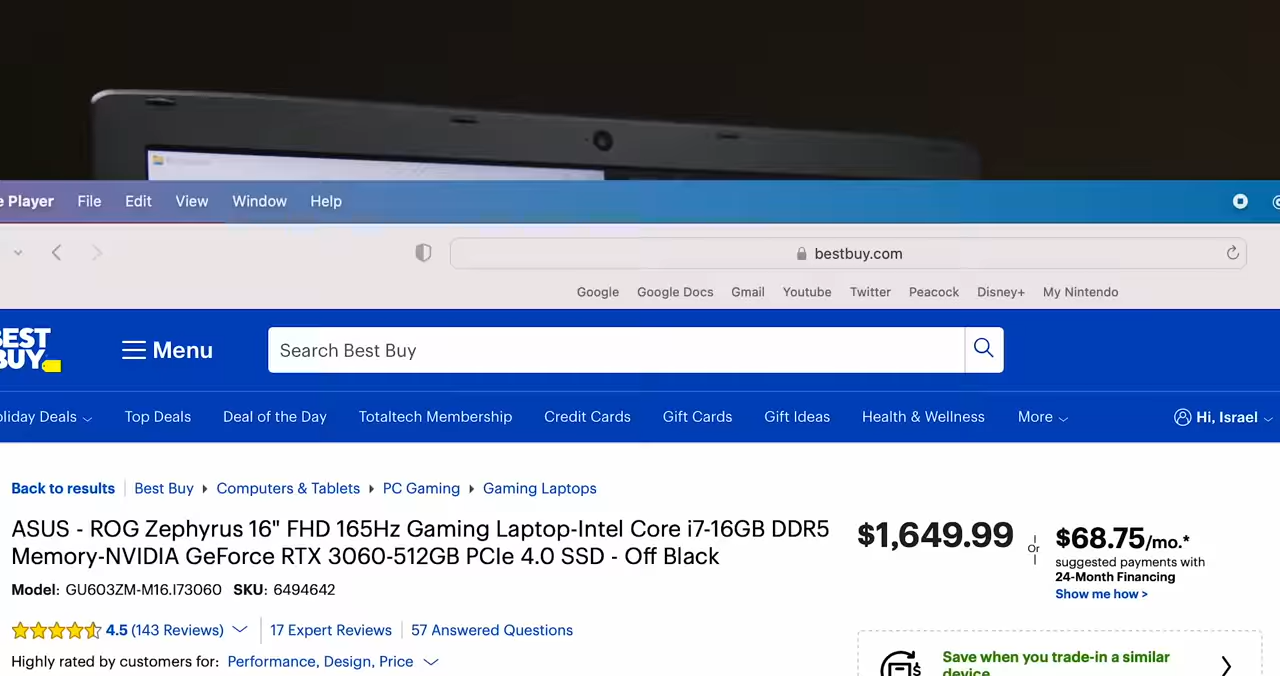 e Player File Edit View Window Help
bestbuy.com
Google Google Docs Gmail Youtube Twitter Peacock Disney+ My Nintendo
BEST
BUY
Menu
Search Best Buy
oliday Deals Top Deals Deal of the Day Totaltech Membership Credit Cards Gift Cards Gift Ideas Health & Wellness More Hi, Israel
Back to results Best Buy Computers & Tablets PC Gaming Gaming Laptops
ASUS - ROG Zephyrus 16" FHD 165Hz Gaming Laptop-Intel Core i7-16GB DDR5
Memory-NVIDIA GeForce RTX 3060-512GB PCIe 4.0 SSD - Off Black
Model: GU603ZM-M16.I73060 SKU: 6494642
4.5 (143 Reviews) 17 Expert Reviews 57 Answered Questions
Highly rated by customers for: Performance, Design, Price
$1,649.99
Or
$68.75/mo.*
suggested payments with
24-Month Financing
Show me how >
Save when you trade-in a similar
device